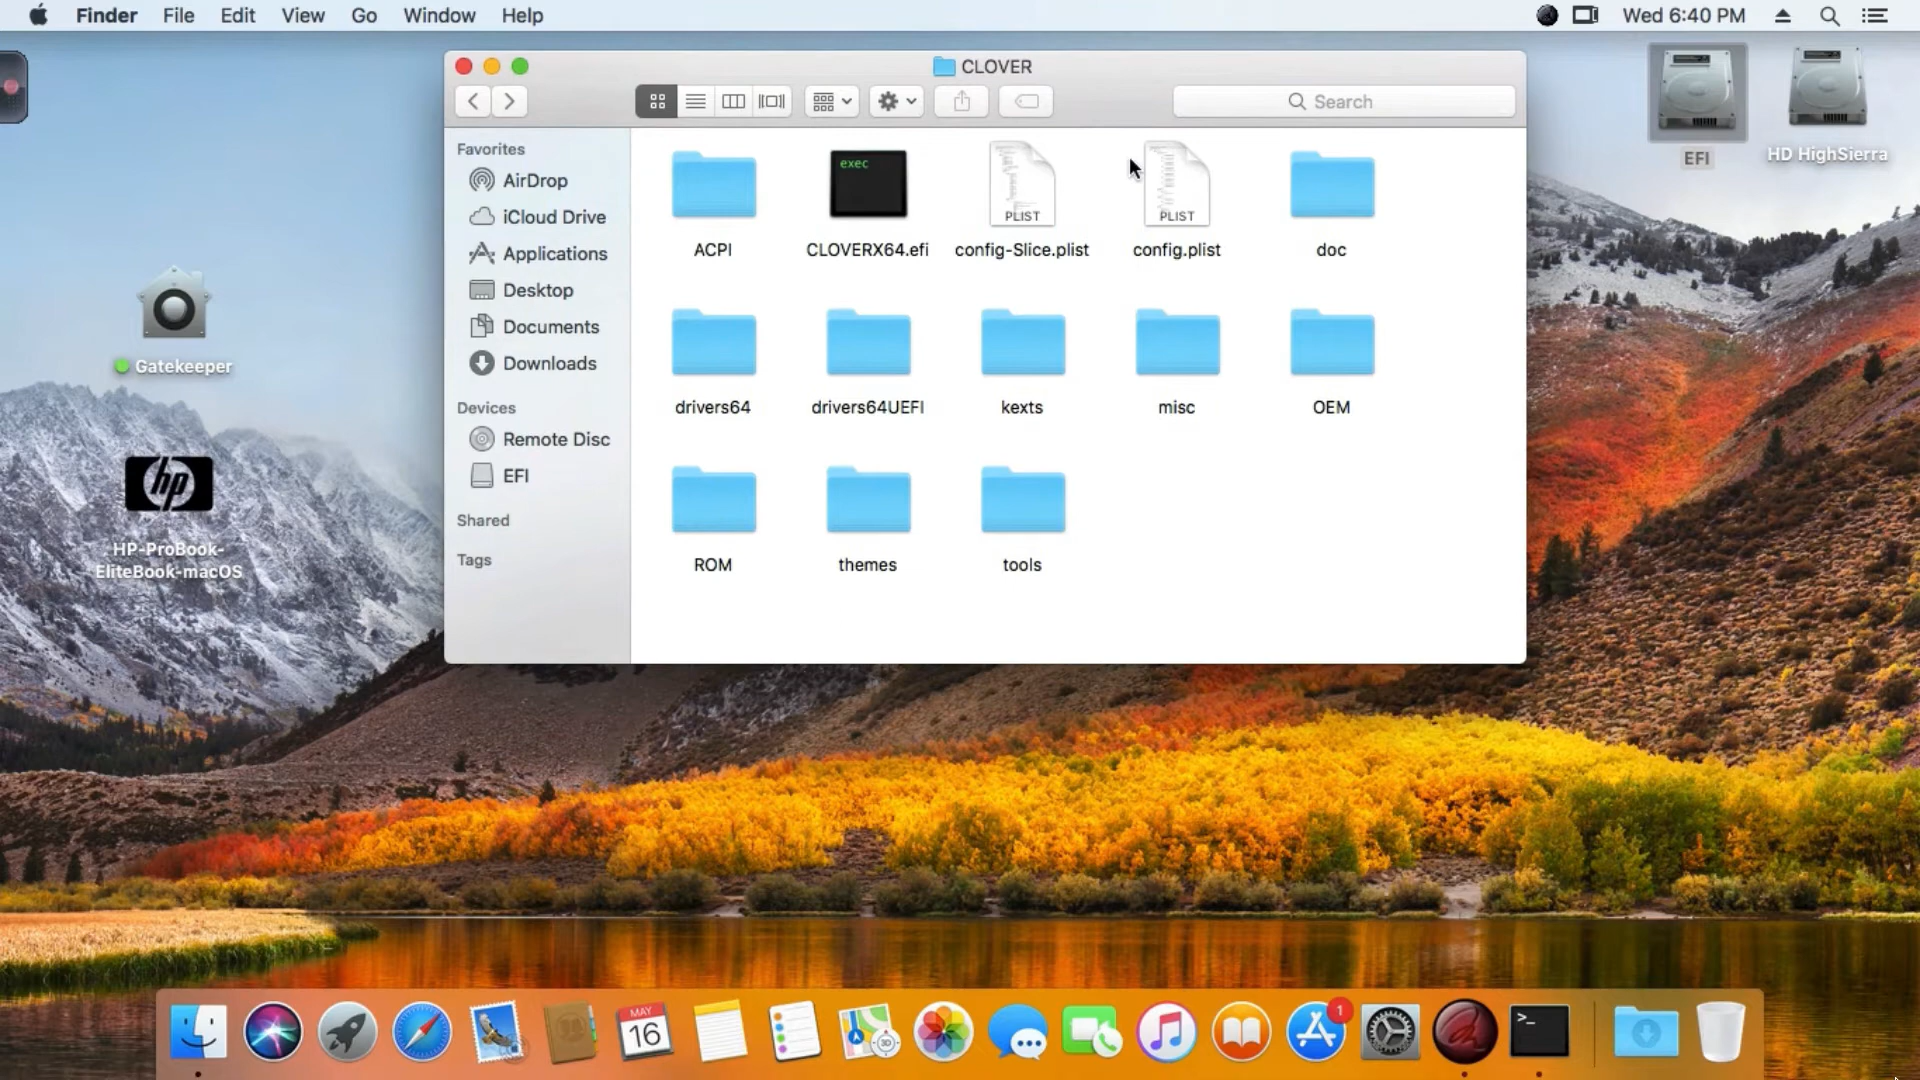 Finder File Edit View Go Window Help
Wed 6:40 PM
CLOVER
Search
Favorites
AirDrop
iCloud Drive
Applications
Desktop
Documents
Downloads
Devices
Remote Disc
EFI
Shared
Tags
exec
PLIST
PLIST
ACPI
CLOVERX64.efi
config-Slice.plist
config.plist
doc
drivers64
drivers64UEFI
kexts
misc
OEM
ROM
themes
tools
EFI
HD HighSierra
Gatekeeper
hp
HP-ProBook-
EliteBook-macOS
MAY
16
3D
1
>_